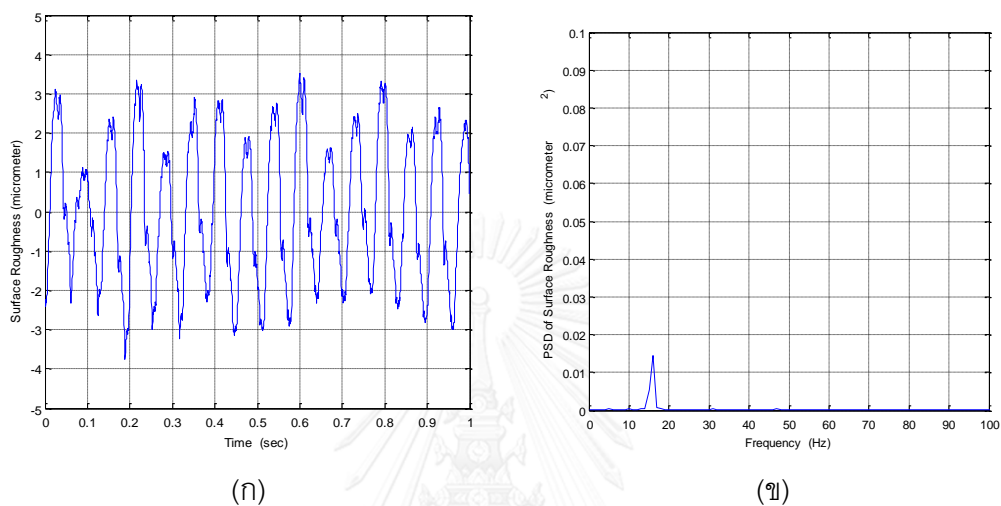 5
4
3
2
1
0
-1
-2
-3
-4
-5
Surface Roughness (micrometer)
0 0.1 0.2 0.3 0.4 0.5 0.6 0.7 0.8 0.9 1
Time (sec)
(ก)
0.1
0.09
0.08
0.07
0.06
0.05
0.04
0.03
0.02
0.01
0
PSD of Surface Roughness (micrometer 2)
0 10 20 30 40 50 60 70 80 90 100
Frequency (Hz)
(ข)